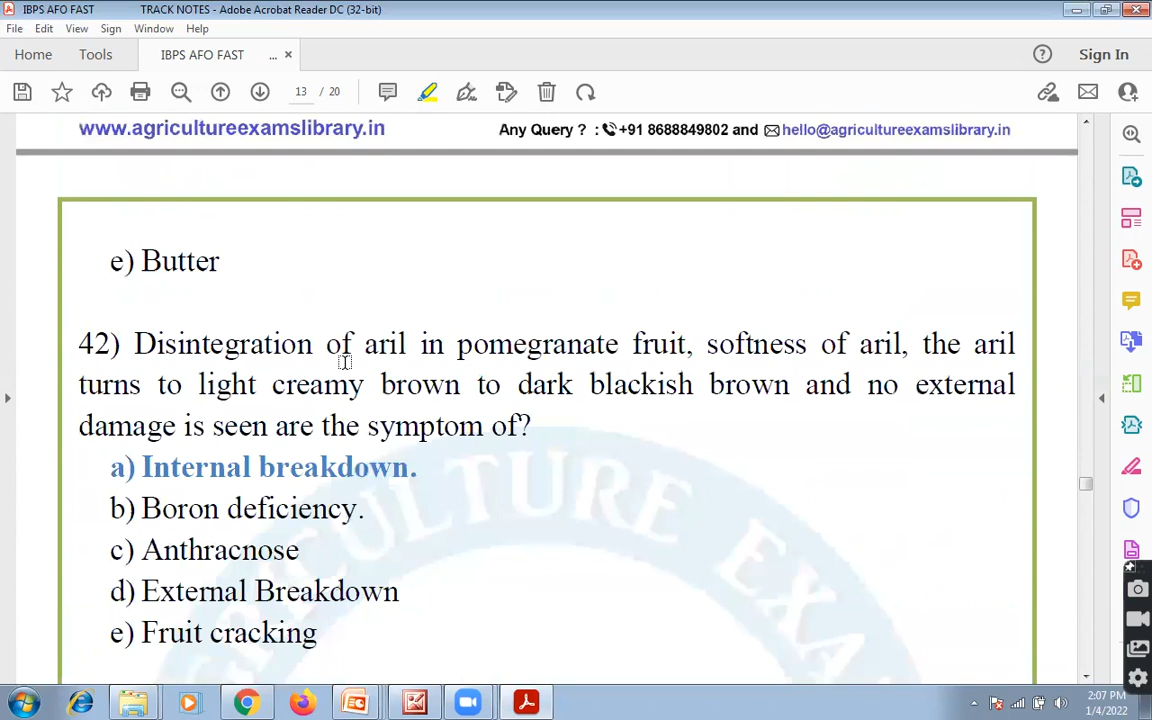 IBPS AFO FAST TRACK NOTES - Adobe Acrobat Reader DC (32-bit)
File Edit View Sign Window Help
Home Tools IBPS AFO FAST ... × Sign In
13 / 20
www.agricultureexamslibrary.in Any Query ? : +91 8688849802 and hello@agricultureexamslibrary.in
e) Butter
42) Disintegration of aril in pomegranate fruit, softness of aril, the aril
turns to light creamy brown to dark blackish brown and no external
damage is seen are the symptom of?
a) Internal breakdown.
b) Boron deficiency.
c) Anthracnose
d) External Breakdown
e) Fruit cracking
CULTURE EXA
2:07 PM
1/4/2022